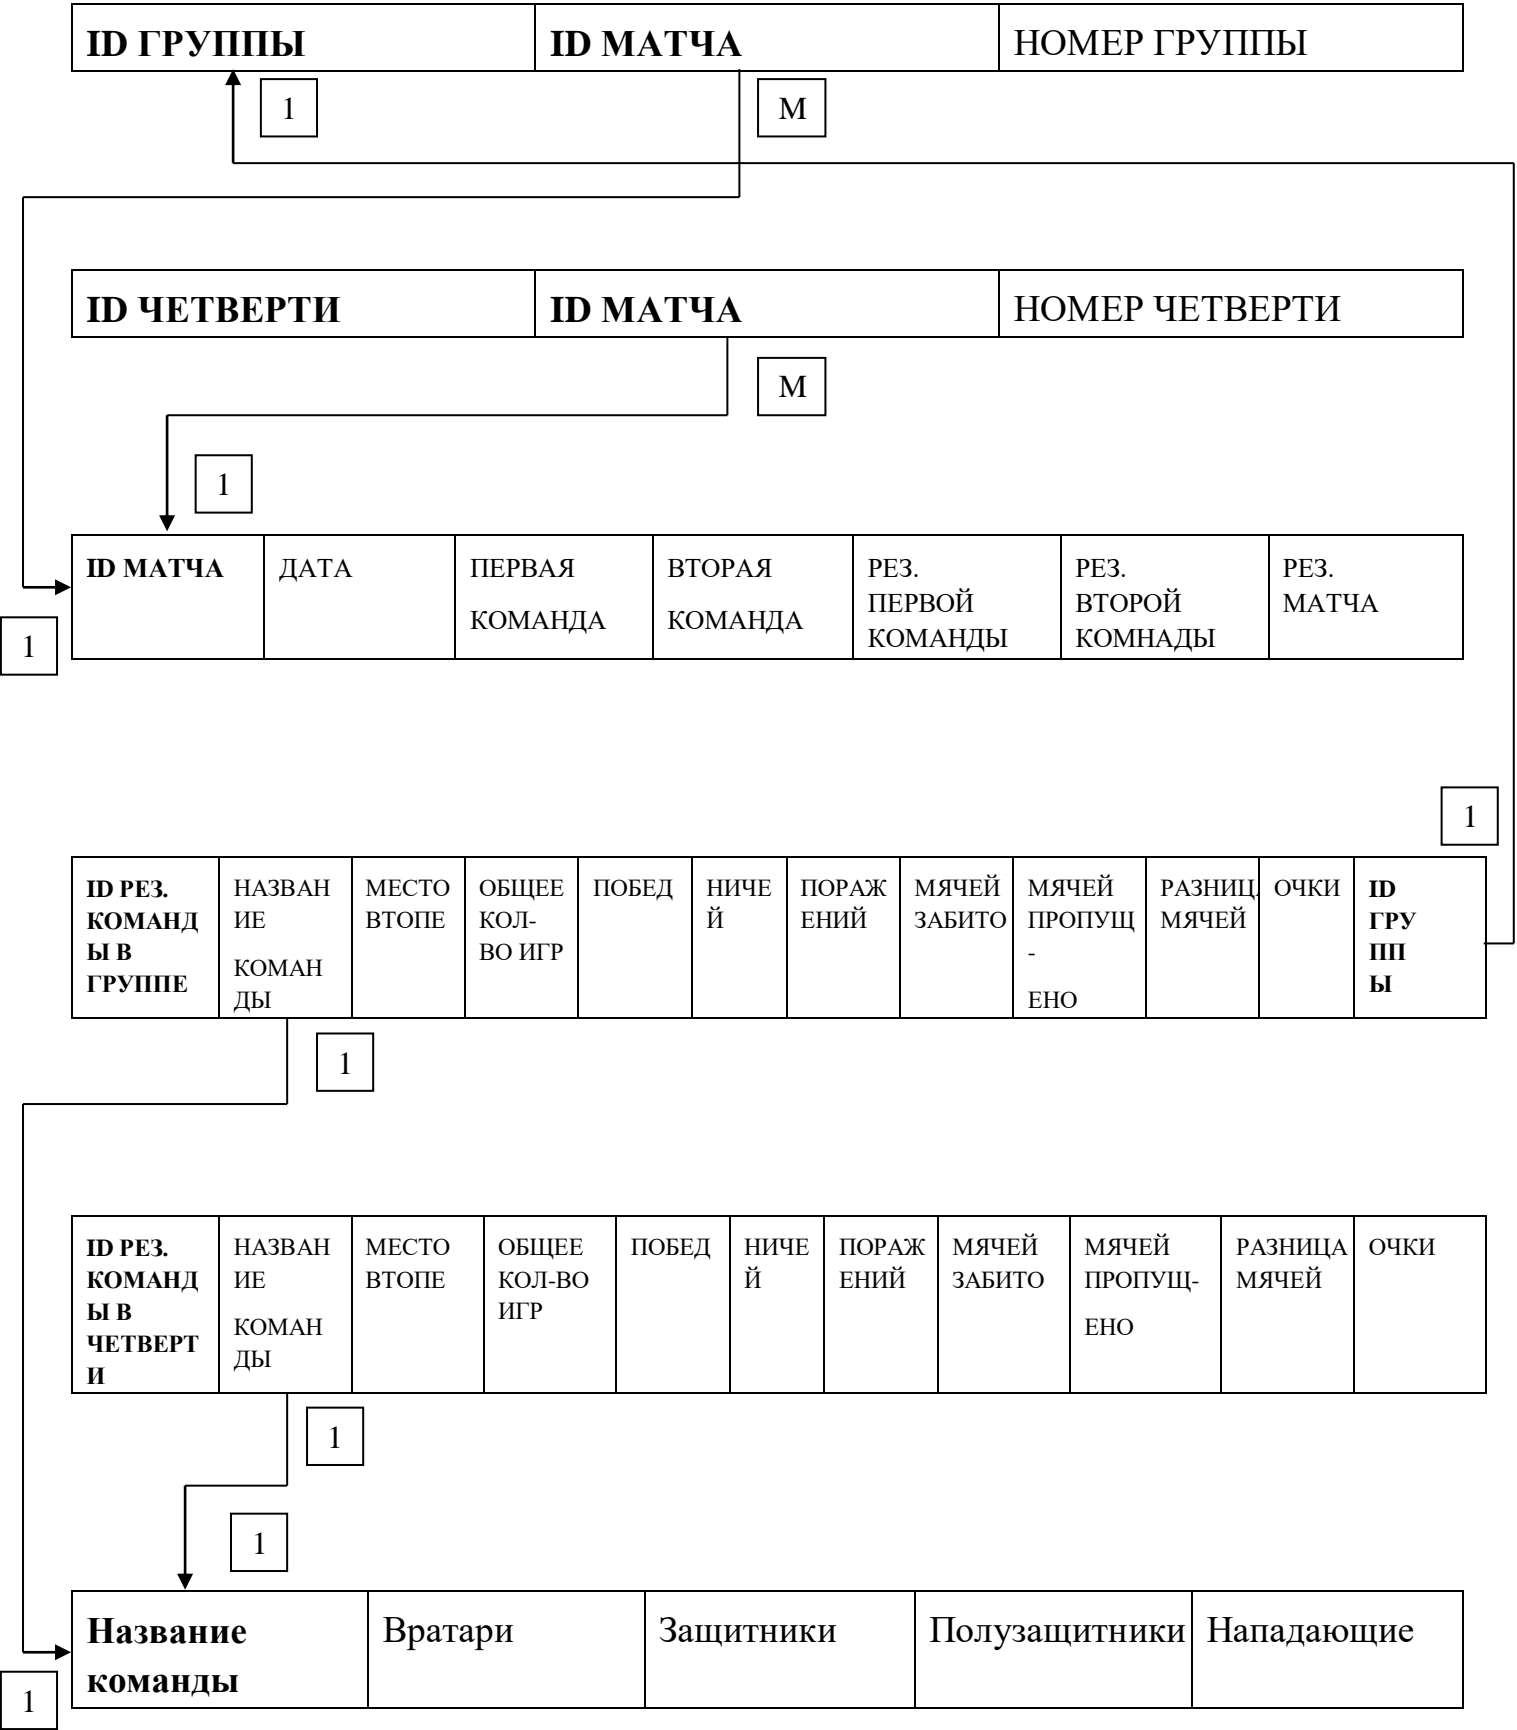 ID ГРУППЫ
ID МАТЧА
НОМЕР ГРУППЫ
1
М
ID ЧЕТВЕРТИ
ID МАТЧА
НОМЕР ЧЕТВЕРТИ
М
1
ID МАТЧА
ДАТА
ПЕРВАЯ
КОМАНДА
ВТОРАЯ
КОМАНДА
РЕЗ.
ПЕРВОЙ
КОМАНДЫ
РЕЗ.
ВТОРОЙ
КОМНАДЫ
РЕЗ.
МАТЧА
1
1
ID РЕЗ.
КОМАНД
Ы В
ГРУППЕ
НАЗВАН
ИЕ
КОМАН
ДЫ
МЕСТО
ВТОПЕ
ОБЩЕЕ
КОЛ-
ВО ИГР
ПОБЕД
НИЧЕ
Й
ПОРАЖ
ЕНИЙ
МЯЧЕЙ
ЗАБИТО
МЯЧЕЙ
ПРОПУЩ
-
ЕНО
РАЗНИЦ
МЯЧЕЙ
ОЧКИ
ID
ГРУ
ПП
Ы
1
ID РЕЗ.
КОМАНД
Ы В
ЧЕТВЕРТ
И
НАЗВАН
ИЕ
КОМАН
ДЫ
МЕСТО
ВТОПЕ
ОБЩЕЕ
КОЛ-ВО
ИГР
ПОБЕД
НИЧЕ
Й
ПОРАЖ
ЕНИЙ
МЯЧЕЙ
ЗАБИТО
МЯЧЕЙ
ПРОПУЩ-
ЕНО
РАЗНИЦА
МЯЧЕЙ
ОЧКИ
1
1
Название
команды
Вратари
Защитники
Полузащитники
Нападающие
1